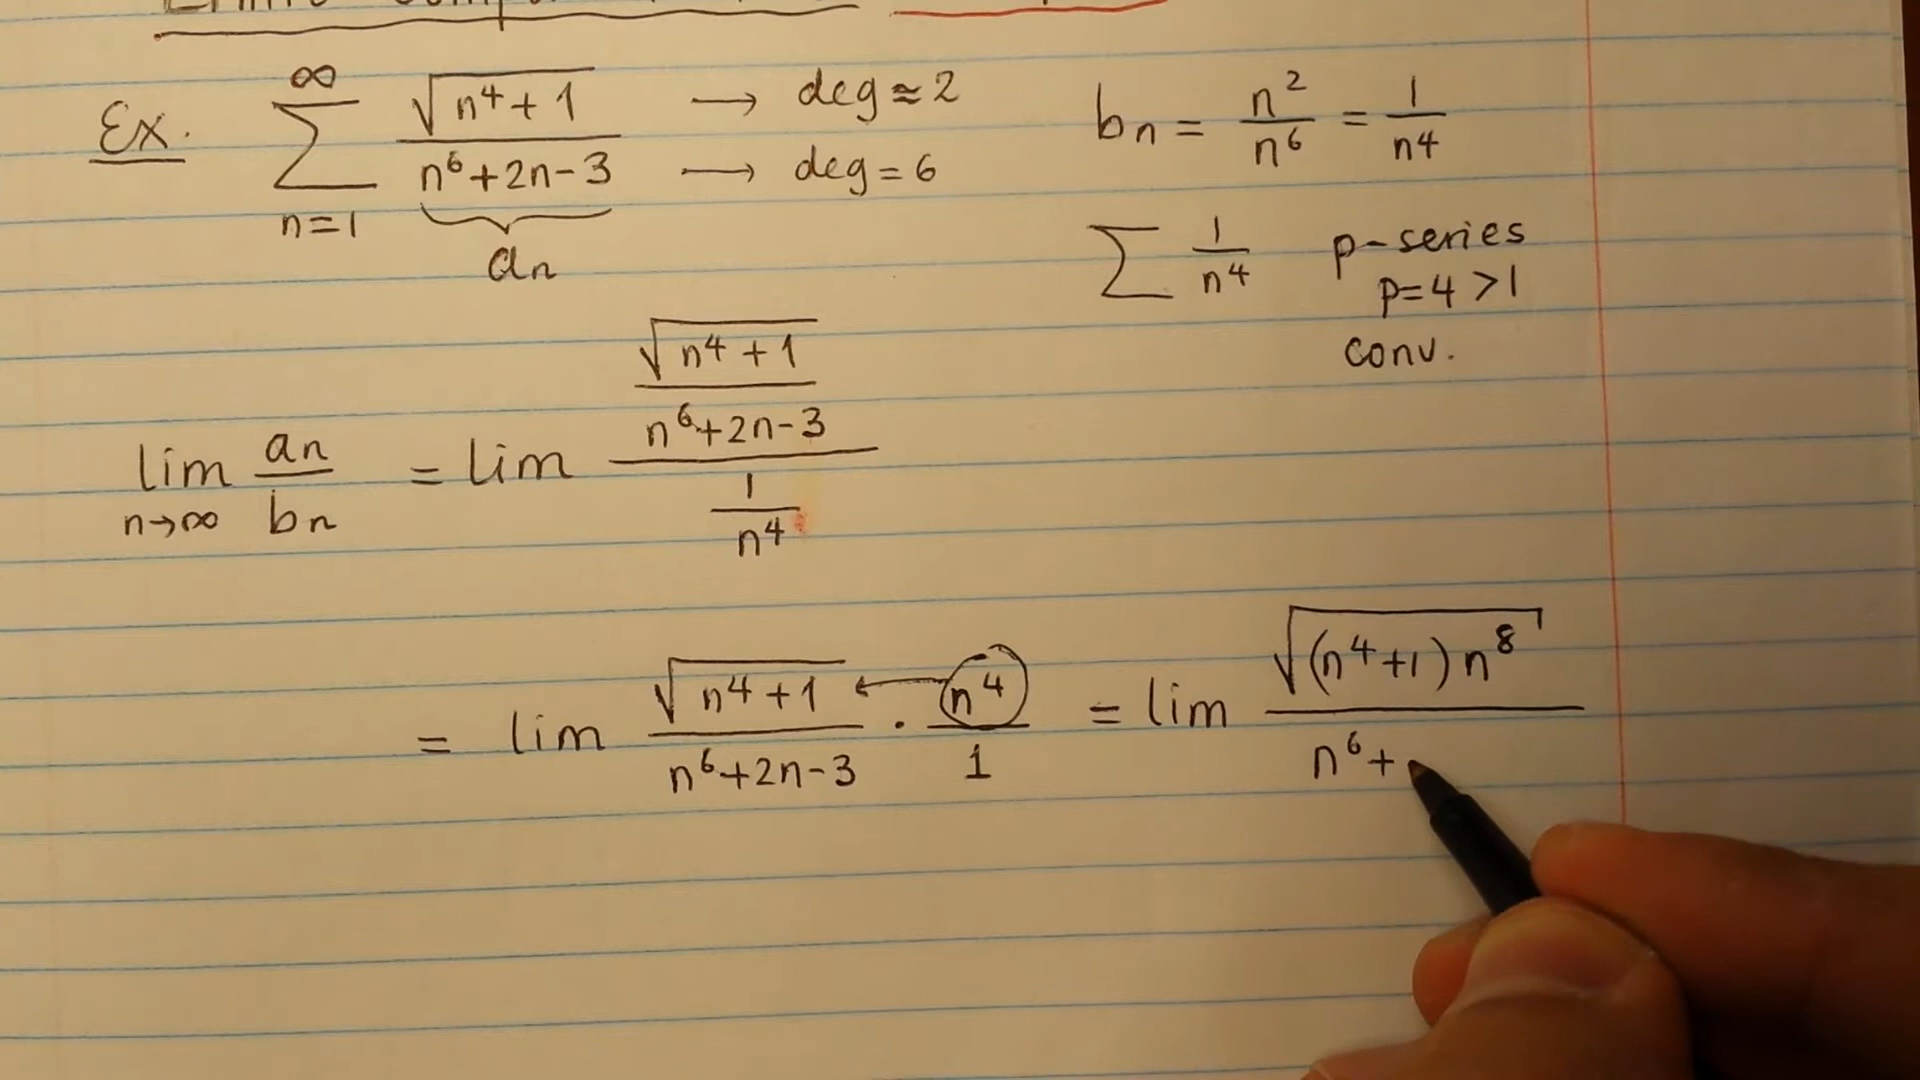 Ex. ∑ n=1 ∞ √(n⁴+1) / (n⁶+2n-3) → deg ≈ 2 → deg = 6
aₙ
bₙ = n²/n⁶ = 1/n⁴
∑ 1/n⁴ p-series
p=4 >1
conv.
lim n→∞ aₙ/bₙ = lim (√(n⁴+1) / (n⁶+2n-3)) / (1/n⁴)
= lim √(n⁴+1) / (n⁶+2n-3) · n⁴/1 = lim √((n⁴+1)n⁸) / (n⁶+